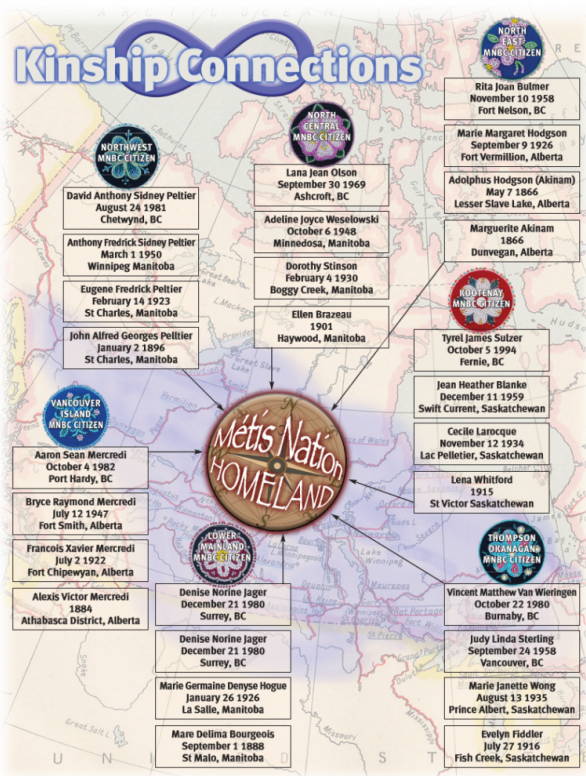 Kinship Connections
NORTH
EAST
MNBC CITIZEN
Rita Joan Bulmer
November 10 1958
Fort Nelson, BC
Marie Margaret Hodgson
September 9 1926
Fort Vermillion, Alberta
Adolphus Hodgson (Akinam)
May 7 1866
Lesser Slave Lake, Alberta
Marguerite Akinam
1866
Dunvegan, Alberta
NORTH
CENTRAL
MNBC CITIZEN
Lana Jean Olson
September 30 1969
Ashcroft, BC
Adeline Joyce Weselowski
October 6 1948
Minnedosa, Manitoba
Dorothy Stinson
February 4 1930
Boggy Creek, Manitoba
Ellen Brazeau
1901
Haywood, Manitoba
NORTHWEST
MNBC CITIZEN
David Anthony Sidney Peltier
August 24 1981
Chetwynd, BC
Anthony Fredrick Sidney Peltier
March 1 1950
Winnipeg Manitoba
Eugene Fredrick Peltier
February 14 1923
St Charles, Manitoba
John Alfred Georges Pelltier
January 2 1896
St Charles, Manitoba
KOOTENAY
MNBC CITIZEN
Tyrel James Sulzer
October 5 1994
Fernie, BC
Jean Heather Blanke
December 11 1959
Swift Current, Saskatchewan
Cecile Larocque
November 12 1934
Lac Pelletier, Saskatchewan
Lena Whitford
1915
St Victor Saskatchewan
VANCOUVER
ISLAND
MNBC CITIZEN
Aaron Sean Mercredi
October 4 1982
Port Hardy, BC
Bryce Raymond Mercredi
July 12 1947
Fort Smith, Alberta
Francois Xavier Mercredi
July 2 1922
Fort Chipewyan, Alberta
Alexis Victor Mercredi
1884
Athabasca District, Alberta
Métis Nation
HOMELAND
LOWER
MAINLAND
MNBC CITIZEN
Denise Norine Jager
December 21 1980
Surrey, BC
Denise Norine Jager
December 21 1980
Surrey, BC
Marie Germaine Denyse Hogue
January 26 1926
La Salle, Manitoba
Mare Delima Bourgeois
September 1 1888
St Malo, Manitoba
THOMPSON
OKANAGAN
MNBC CITIZEN
Vincent Matthew Van Wieringen
October 22 1980
Burnaby, BC
Judy Linda Sterling
September 24 1958
Vancouver, BC
Marie Janette Wong
August 13 1935
Prince Albert, Saskatchewan
Evelyn Fiddler
July 27 1916
Fish Creek, Saskatchewan
Great Slave
Lake
Lake
Winnipeg
Rat Portage
Missouri
Great Salt L.